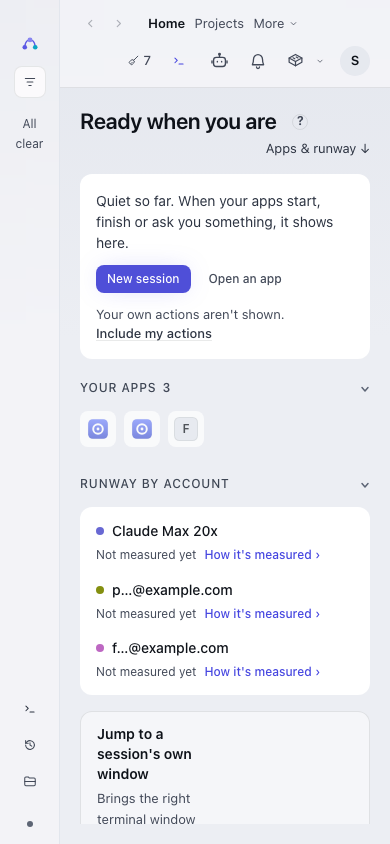 Home Projects More
7
S
All
clear
Ready when you are ?
Apps & runway ↓
Quiet so far. When your apps start,
finish or ask you something, it shows
here.
New session Open an app
Your own actions aren't shown.
Include my actions
YOUR APPS 3
F
RUNWAY BY ACCOUNT
Claude Max 20x
Not measured yet How it's measured ›
p...@example.com
Not measured yet How it's measured ›
f...@example.com
Not measured yet How it's measured ›
Jump to a
session's own
window
Brings the right
terminal window